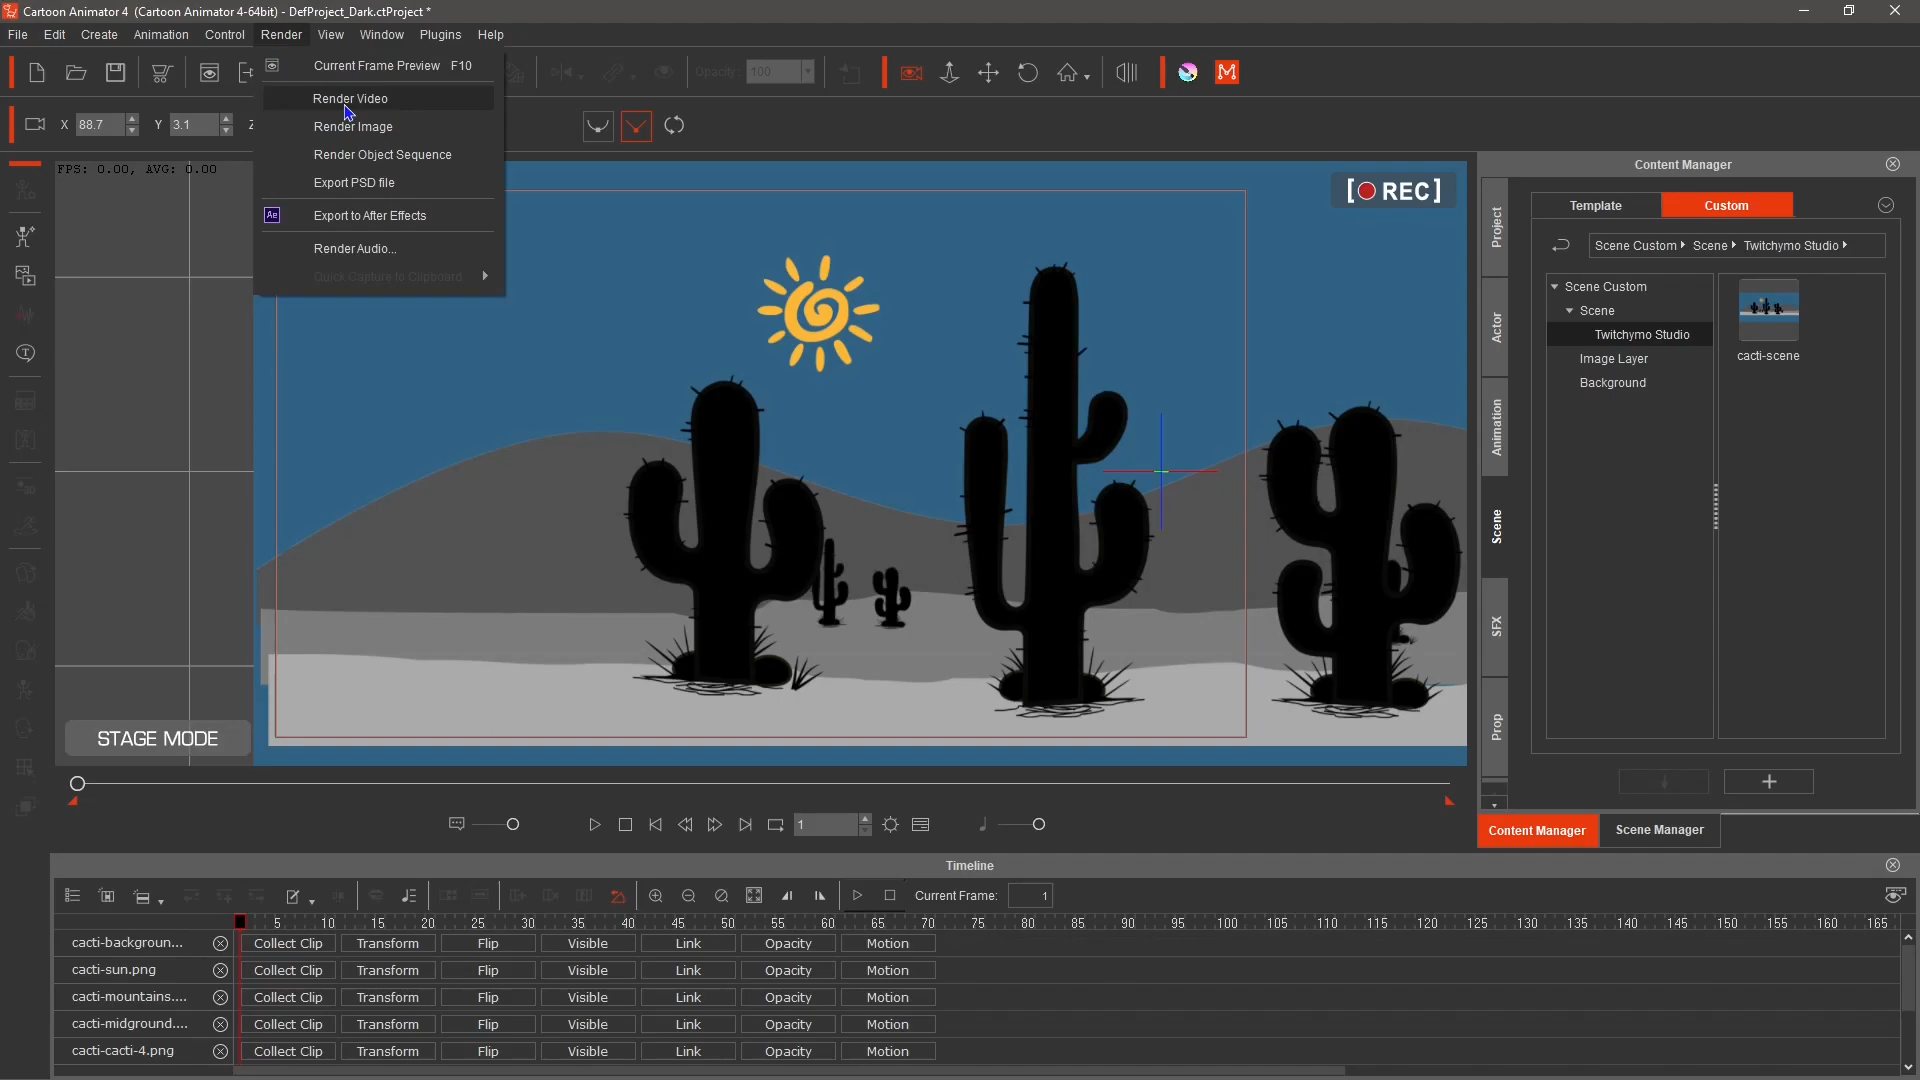 Cartoon Animator 4 (Cartoon Animator 4-64bit) - DefProject_Dark.ctProject *
File Edit Create Animation Control Render View Window Plugins Help
Current Frame Preview F10
Render Video
Render Image
Render Object Sequence
Export PSD file
Ae Export to After Effects
Render Audio...
Quick Capture to Clipboard
Opacity: 100
X 88.7 Y 3.1 Z
FPS: 0.00, AVG: 0.00
[ REC]
STAGE MODE
Content Manager
Project
Actor
Animation
Scene
SFX
Prop
Template Custom
Scene Custom Scene Twitchymo Studio
Scene Custom
Scene
Twitchymo Studio
Image Layer
Background
cacti-scene
1
Content Manager Scene Manager
Timeline
Current Frame: 1
5 10 15 20 25 30 35 40 45 50 55 60 65 70 75 80 85 90 95 100 105 110 115 120 125 130 135 140 145 150 155 160 165
cacti-backgroun... Collect Clip Transform Flip Visible Link Opacity Motion
cacti-sun.png Collect Clip Transform Flip Visible Link Opacity Motion
cacti-mountains.... Collect Clip Transform Flip Visible Link Opacity Motion
cacti-midground.... Collect Clip Transform Flip Visible Link Opacity Motion
cacti-cacti-4.png Collect Clip Transform Flip Visible Link Opacity Motion